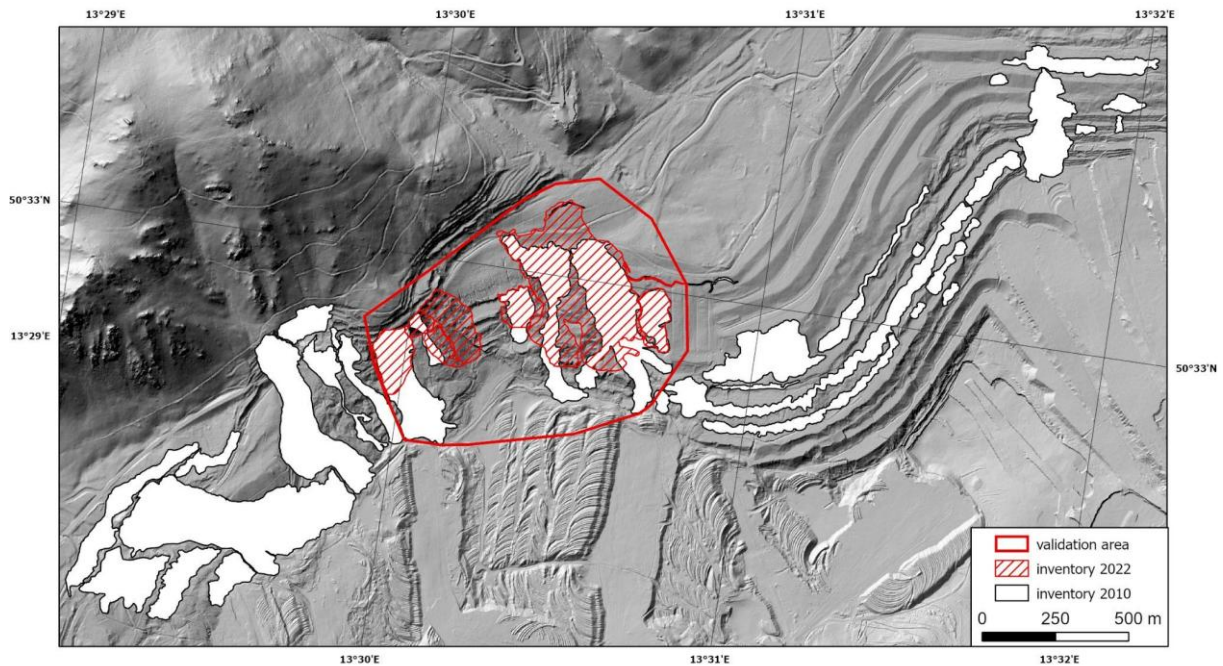 13°29'E 13°30'E 13°31'E 13°32'E
50°33'N
13°29'E
50°33'N
validation area
inventory 2022
inventory 2010
0 250 500 m
13°30'E 13°31'E 13°32'E